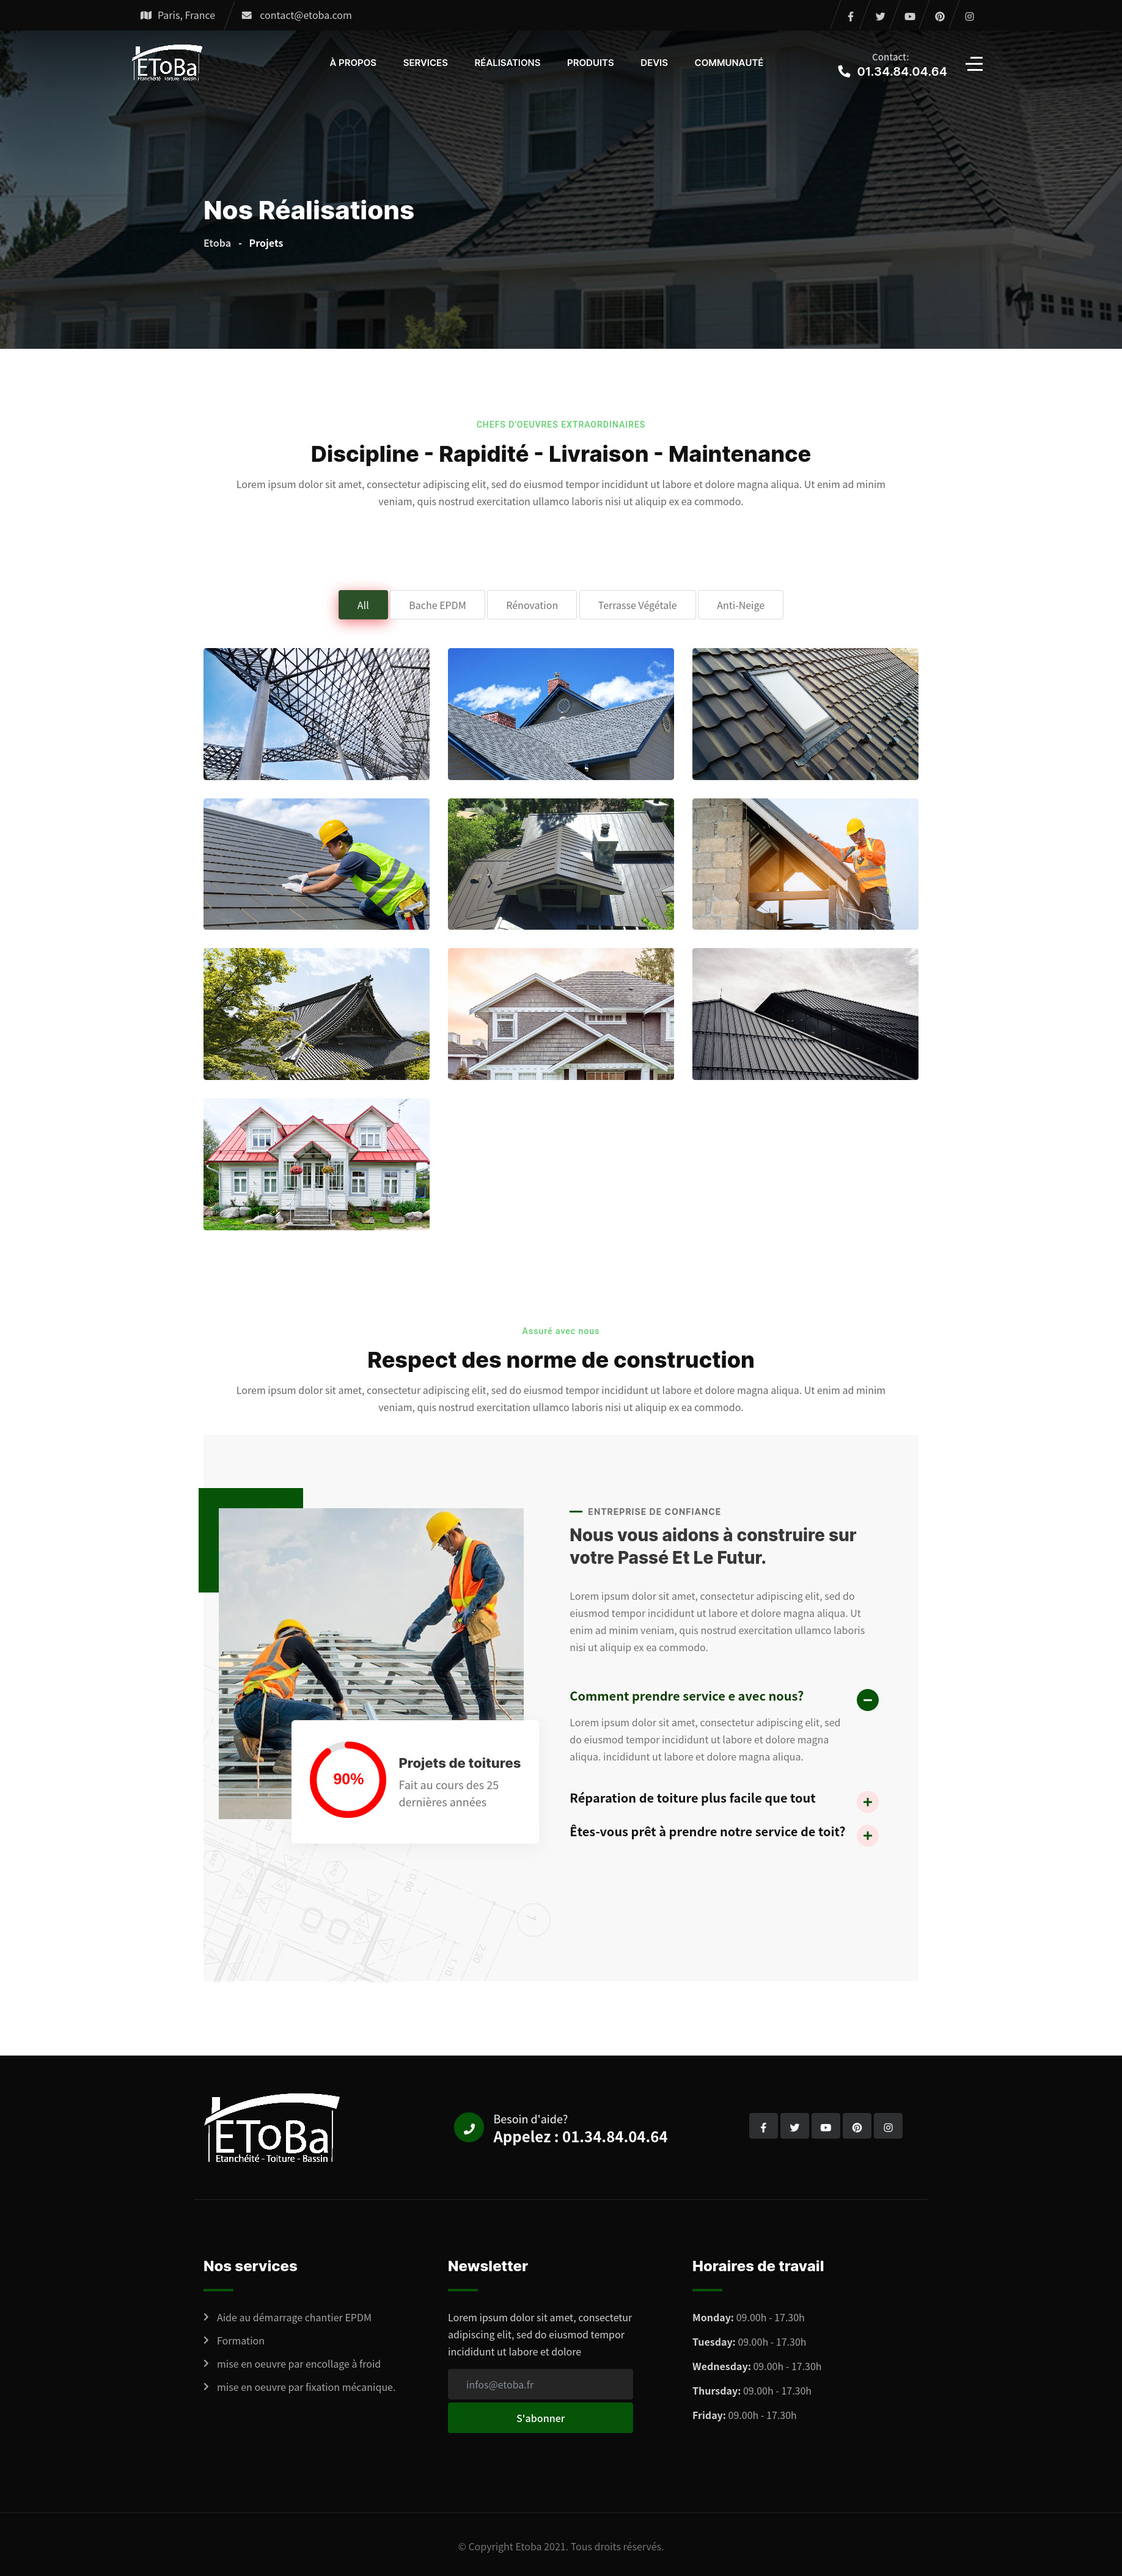 Paris, France
contact@etoba.com
ETOBa
Etanchéité - Toiture - Bassin
À PROPOS
SERVICES
RÉALISATIONS
PRODUITS
DEVIS
COMMUNAUTÉ
Contact:
01.34.84.04.64
Nos Réalisations
Etoba - Projets
CHEFS D'OEUVRES EXTRAORDINAIRES
Discipline - Rapidité - Livraison - Maintenance
Lorem ipsum dolor sit amet, consectetur adipiscing elit, sed do eiusmod tempor incididunt ut labore et dolore magna aliqua. Ut enim ad minim
veniam, quis nostrud exercitation ullamco laboris nisi ut aliquip ex ea commodo.
All
Bache EPDM
Rénovation
Terrasse Végétale
Anti-Neige
Assuré avec nous
Respect des norme de construction
Lorem ipsum dolor sit amet, consectetur adipiscing elit, sed do eiusmod tempor incididunt ut labore et dolore magna aliqua. Ut enim ad minim
veniam, quis nostrud exercitation ullamco laboris nisi ut aliquip ex ea commodo.
ENTREPRISE DE CONFIANCE
Nous vous aidons à construire sur
votre Passé Et Le Futur.
Lorem ipsum dolor sit amet, consectetur adipiscing elit, sed do
eiusmod tempor incididunt ut labore et dolore magna aliqua. Ut
enim ad minim veniam, quis nostrud exercitation ullamco laboris
nisi ut aliquip ex ea commodo.
Comment prendre service e avec nous?
Lorem ipsum dolor sit amet, consectetur adipiscing elit, sed
do eiusmod tempor incididunt ut labore et dolore magna
aliqua. incididunt ut labore et dolore magna aliqua.
Réparation de toiture plus facile que tout
Êtes-vous prêt à prendre notre service de toit?
90%
Projets de toitures
Fait au cours des 25
dernières années
0.60
2.20
1.10
ETOBa
Etanchéité - Toiture - Bassin
Besoin d'aide?
Appelez : 01.34.84.04.64
Nos services
Aide au démarrage chantier EPDM
Formation
mise en oeuvre par encollage à froid
mise en oeuvre par fixation mécanique.
Newsletter
Lorem ipsum dolor sit amet, consectetur
adipiscing elit, sed do eiusmod tempor
incididunt ut labore et dolore
infos@etoba.fr
S'abonner
Horaires de travail
Monday: 09.00h - 17.30h
Tuesday: 09.00h - 17.30h
Wednesday: 09.00h - 17.30h
Thursday: 09.00h - 17.30h
Friday: 09.00h - 17.30h
© Copyright Etoba 2021. Tous droits réservés.